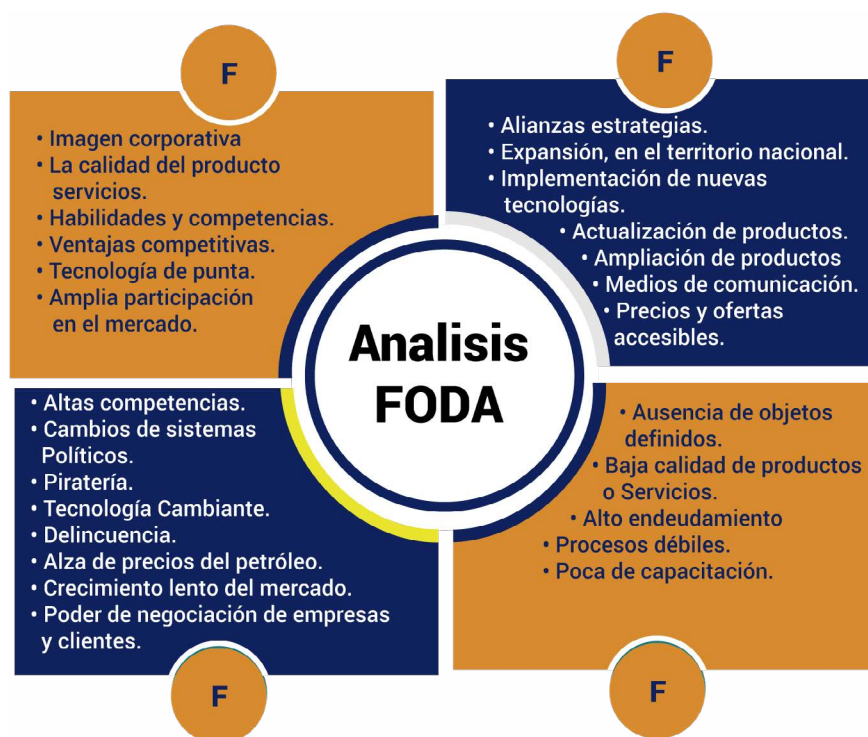 F
• Imagen corporativa
• La calidad del producto
servicios.
• Habilidades y competencias.
• Ventajas competitivas.
• Tecnología de punta.
• Amplia participación
en el mercado.
F
• Alianzas estrategias.
• Expansión, en el territorio nacional.
• Implementación de nuevas
tecnologías.
• Actualización de productos.
• Ampliación de productos
• Medios de comunicación.
• Precios y ofertas
accesibles.
Analisis
FODA
• Altas competencias.
• Cambios de sistemas
Políticos.
• Piratería.
• Tecnología Cambiante.
• Delincuencia.
• Alza de precios del petróleo.
• Crecimiento lento del mercado.
• Poder de negociación de empresas
y clientes.
F
• Ausencia de objetos
definidos.
• Baja calidad de productos
o Servicios.
• Alto endeudamiento
• Procesos débiles.
• Poca de capacitación.
F